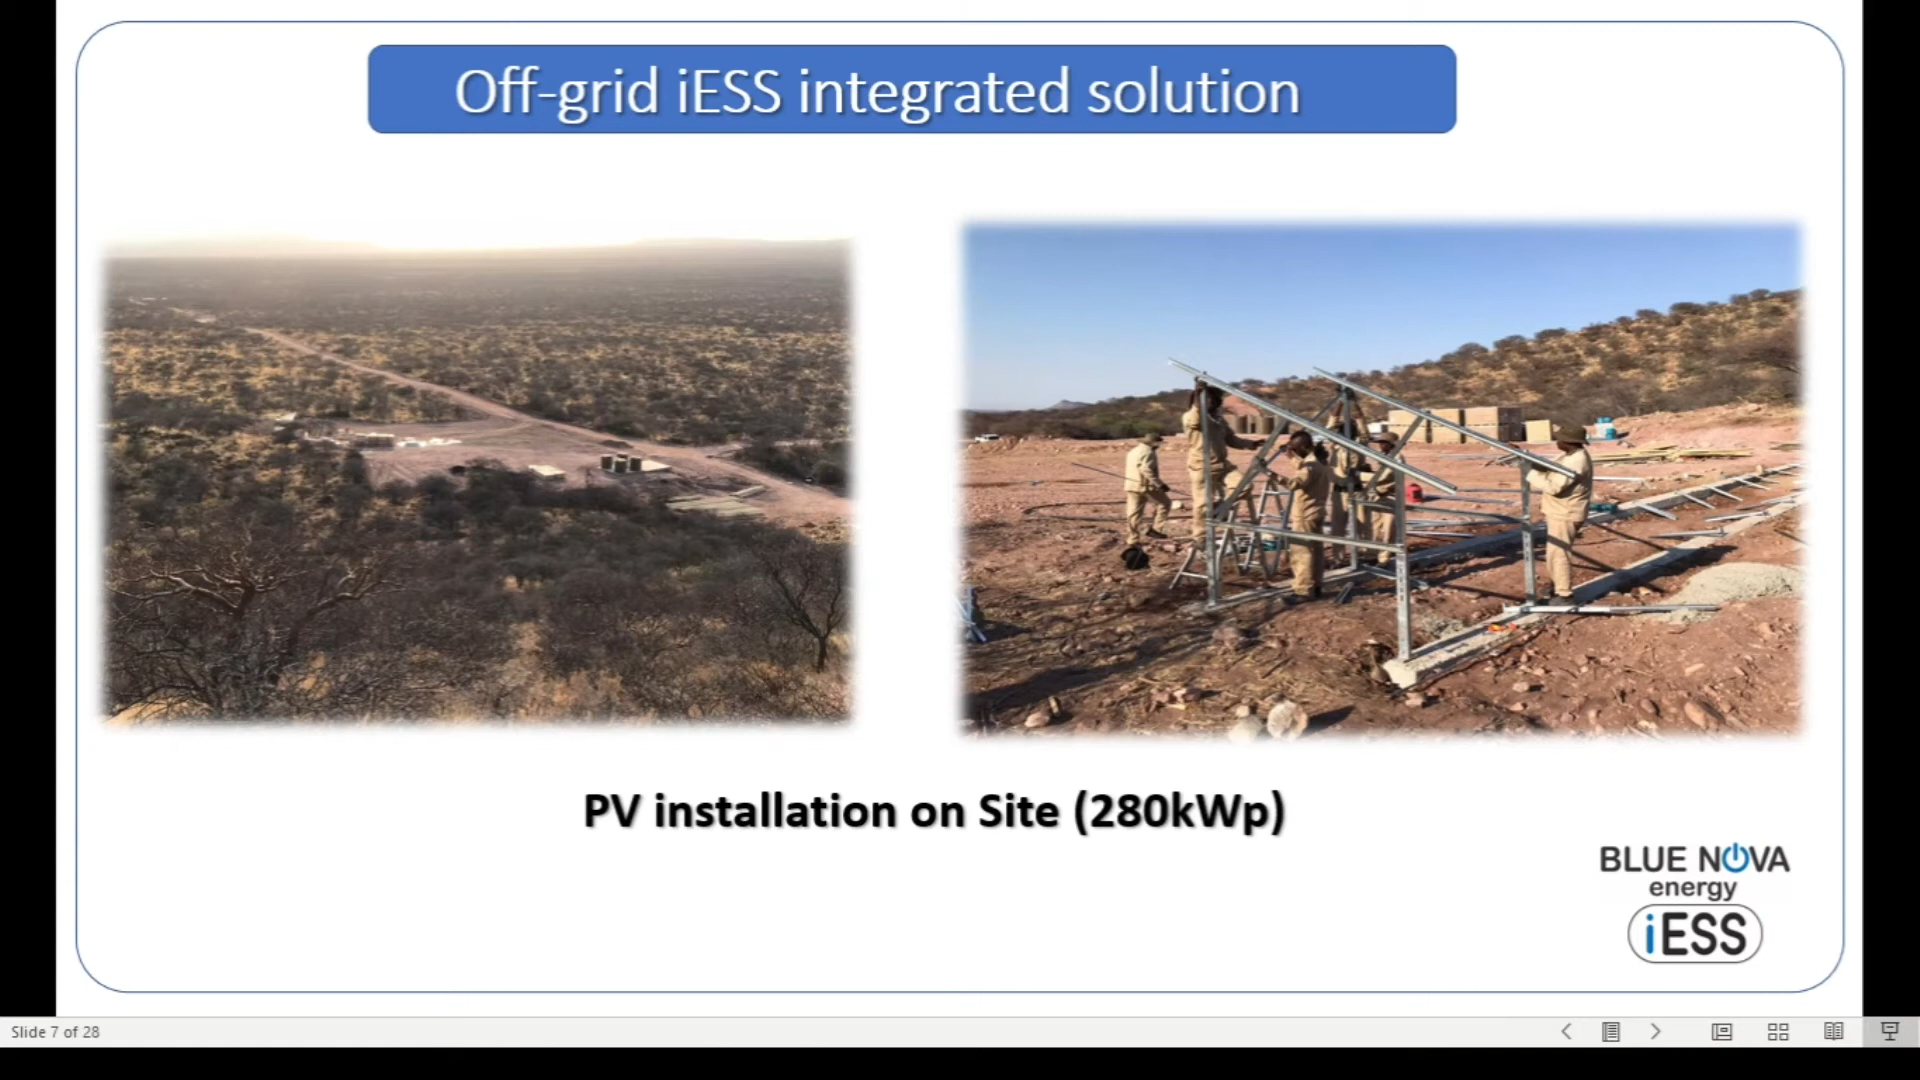 Off-grid iESS integrated solution
PV installation on Site (280kWp)
BLUE NOVA
energy
iESS
Slide 7 of 28